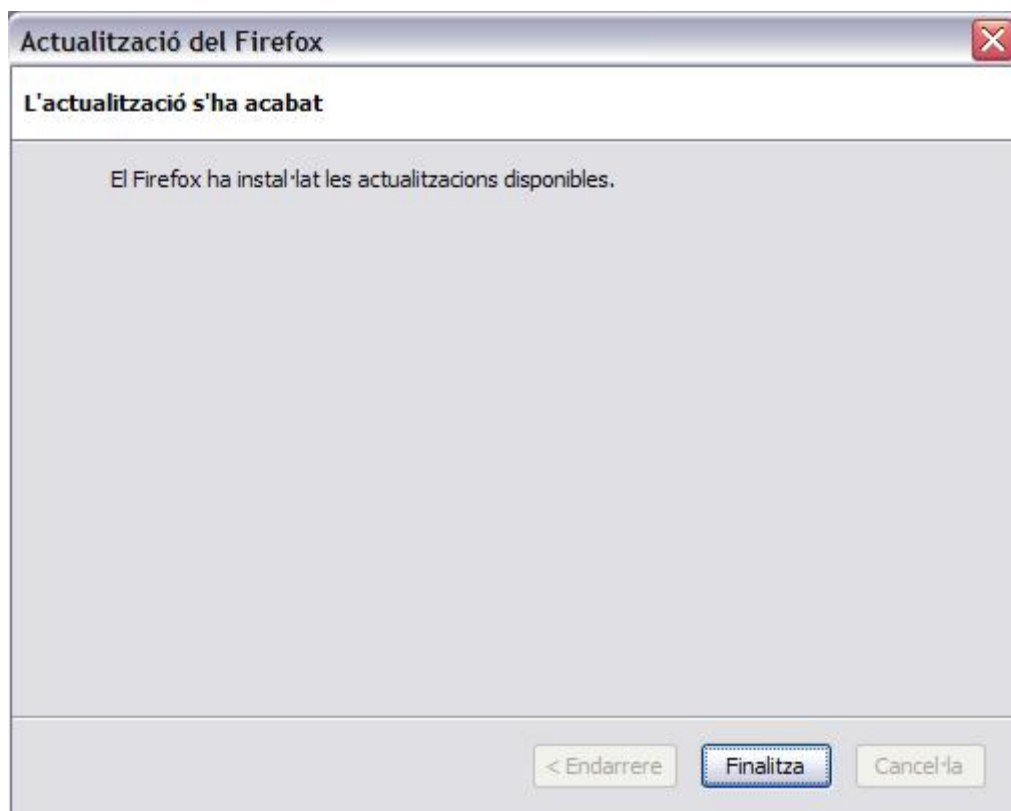 Actualització del Firefox
L'actualització s'ha acabat
El Firefox ha instal·lat les actualitzacions disponibles.
< Endarrere Finalitza Cancel·la